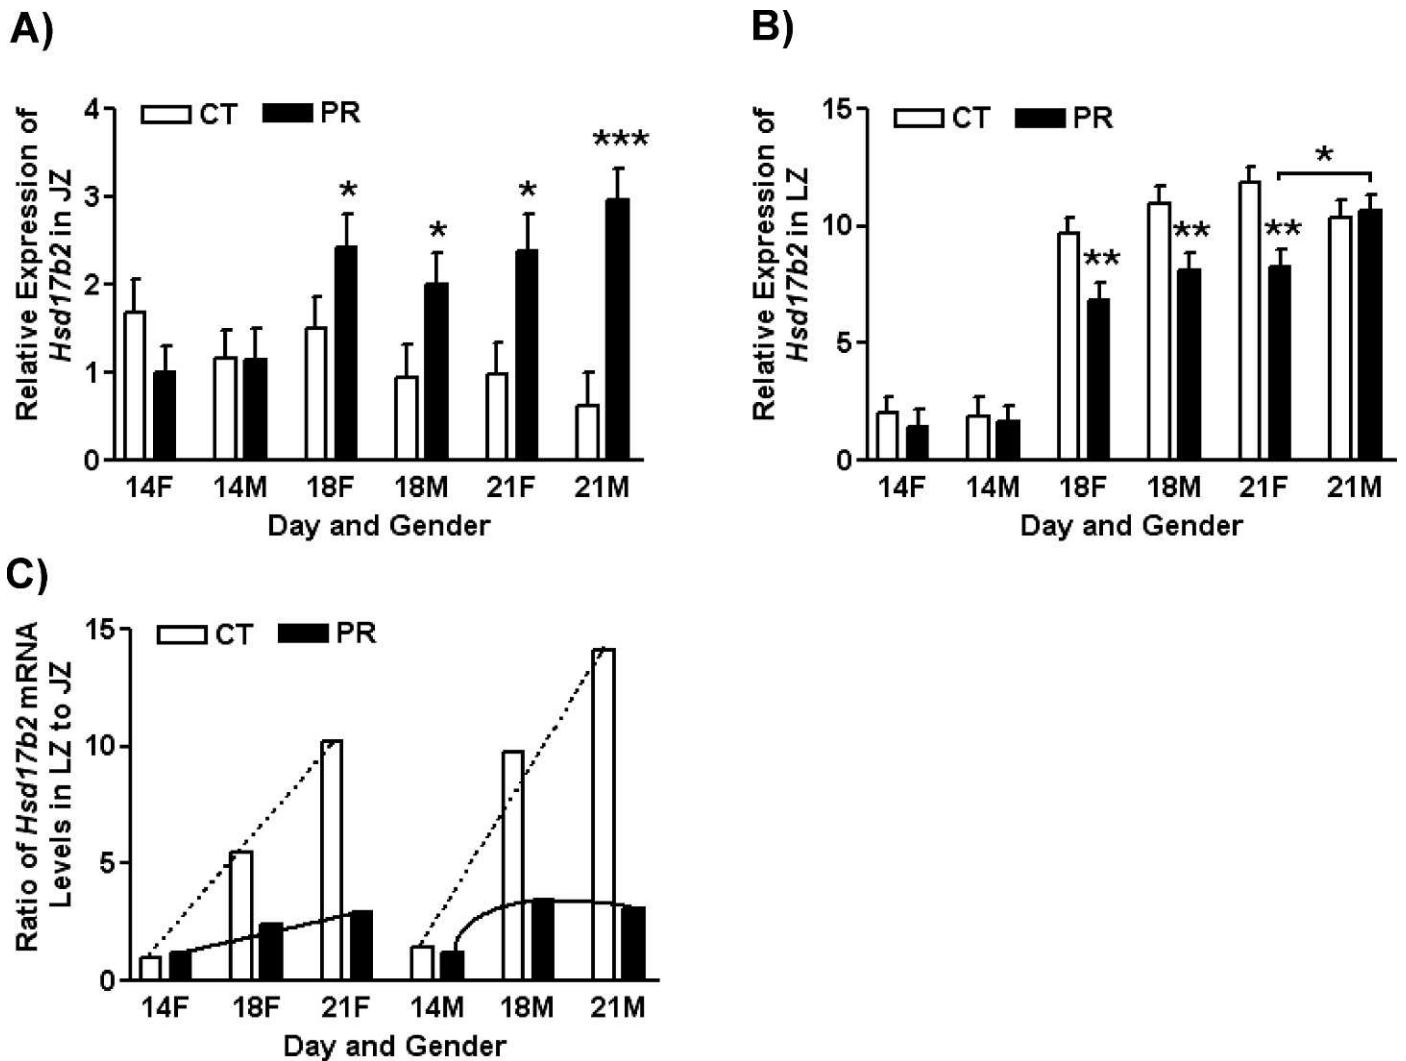 A)
Relative Expression of
Hsd17b2 in JZ
CT PR
4
3
2
1
0
* * * ***
14F 14M 18F 18M 21F 21M
Day and Gender
B)
Relative Expression of
Hsd17b2 in LZ
CT PR
15
10
5
0
** ** ** *
14F 14M 18F 18M 21F 21M
Day and Gender
C)
Ratio of Hsd17b2 mRNA
Levels in LZ to JZ
CT PR
15
10
5
0
14F 18F 21F 14M 18M 21M
Day and Gender